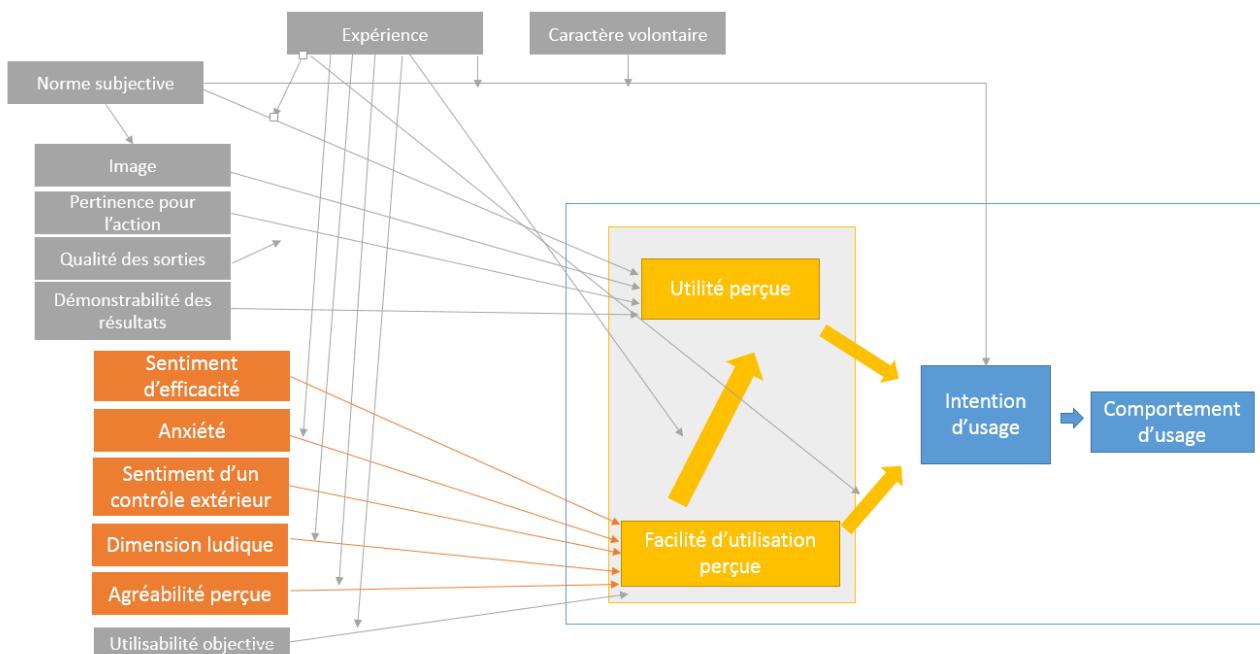 Expérience
Caractère volontaire
Norme subjective
Image
Pertinence pour
l'action
Qualité des sorties
Démonstrabilité des
résultats
Sentiment
d'efficacité
Anxiété
Sentiment d'un
contrôle extérieur
Dimension ludique
Agréabilité perçue
Utilisabilité objective
Utilité perçue
Facilité d'utilisation
perçue
Intention
d'usage
Comportement
d'usage